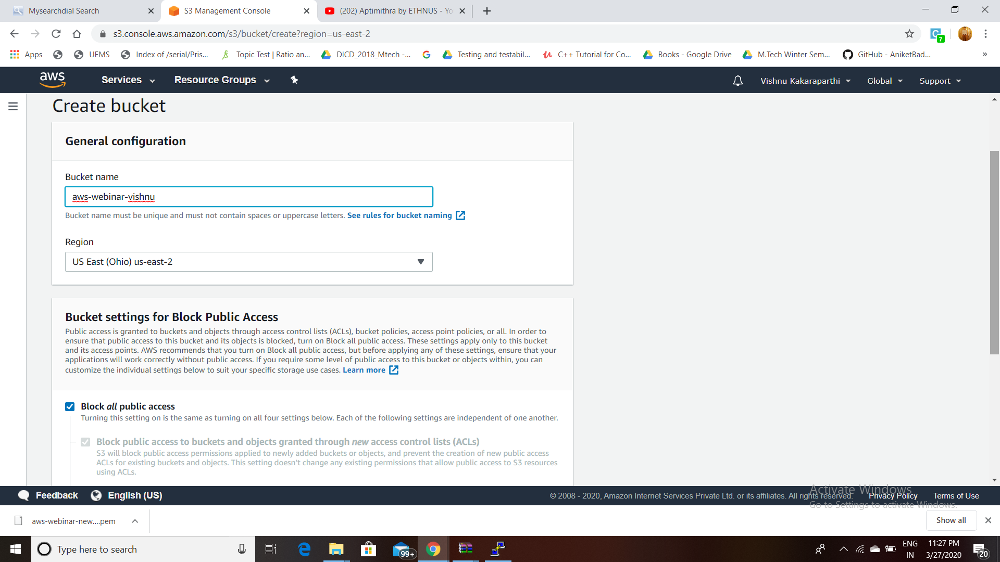 Mysearchdial Search
S3 Management Console
(202) Aptimithra by ETHNUS - Yo
s3.console.aws.amazon.com/s3/bucket/create?region=us-east-2
7
Apps
UEMS
Index of /serial/Pris...
Topic Test | Ratio an...
DICD_2018_Mtech -...
Testing and testabil...
C++ Tutorial for Co...
Books - Google Drive
M.Tech Winter Sem...
GitHub - AniketBad...
»
aws
Services
Resource Groups
Vishnu Kakaraparthi
Global
Support
Create bucket
General configuration
Bucket name
aws-webinar-vishnu
Bucket name must be unique and must not contain spaces or uppercase letters. See rules for bucket naming
Region
US East (Ohio) us-east-2
Bucket settings for Block Public Access
Public access is granted to buckets and objects through access control lists (ACLs), bucket policies, access point policies, or all. In order to
ensure that public access to this bucket and its objects is blocked, turn on Block all public access. These settings apply only to this bucket
and its access points. AWS recommends that you turn on Block all public access, but before applying any of these settings, ensure that your
applications will work correctly without public access. If you require some level of public access to this bucket or objects within, you can
customize the individual settings below to suit your specific storage use cases. Learn more
Block all public access
Turning this setting on is the same as turning on all four settings below. Each of the following settings are independent of one another.
Block public access to buckets and objects granted through new access control lists (ACLs)
S3 will block public access permissions applied to newly added buckets or objects, and prevent the creation of new public access
ACLs for existing buckets and objects. This setting doesn't change any existing permissions that allow public access to S3 resources
using ACLs.
Feedback
English (US)
© 2008 - 2020, Amazon Internet Services Private Ltd. or its affiliates. All rights reserved.
Privacy Policy
Terms of Use
Activate Windows
Go to Settings to activate Windows.
aws-webinar-new....pem
Show all
Type here to search
99+
ENG
IN
11:27 PM
3/27/2020
20